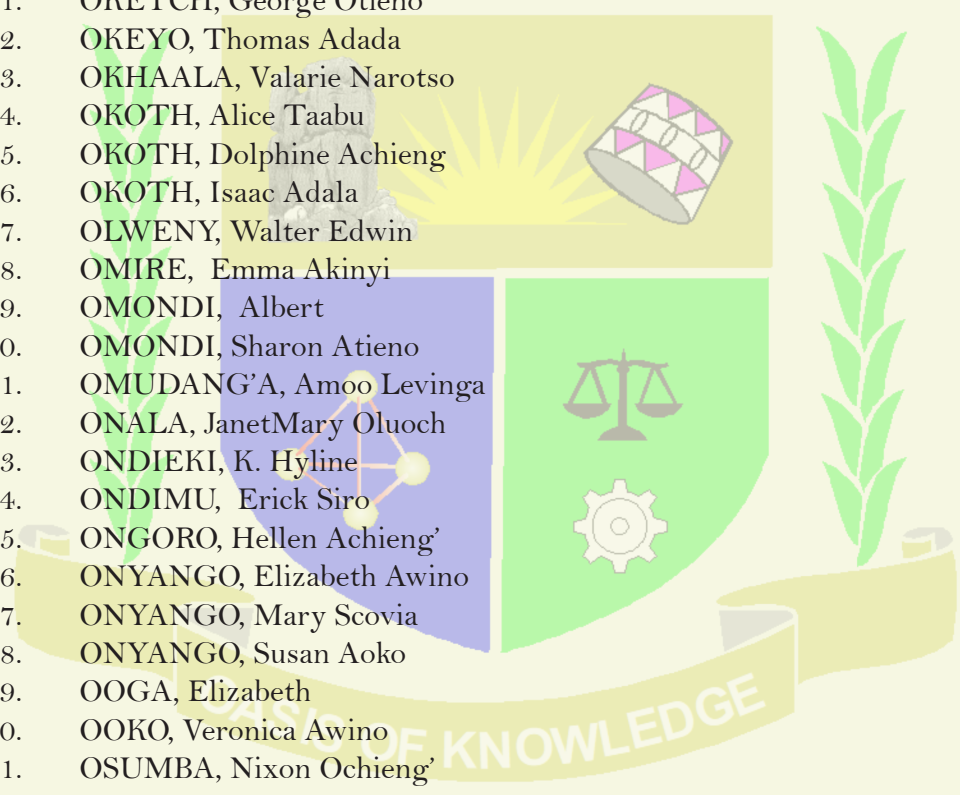 1. OKETCH, George Otieno
2. OKEYO, Thomas Adada
3. OKHAALA, Valarie Narotso
4. OKOTH, Alice Taabu
5. OKOTH, Dolphine Achieng
6. OKOTH, Isaac Adala
7. OLWENY, Walter Edwin
8. OMIRE, Emma Akinyi
9. OMONDI, Albert
0. OMONDI, Sharon Atieno
1. OMUDANG’A, Amoo Levinga
2. ONALA, JanetMary Oluoch
3. ONDIEKI, K. Hyline
4. ONDIMU, Erick Siro
5. ONGORO, Hellen Achieng’
6. ONYANGO, Elizabeth Awino
7. ONYANGO, Mary Scovia
8. ONYANGO, Susan Aoko
9. OOGA, Elizabeth
0. OOKO, Veronica Awino
1. OSUMBA, Nixon Ochieng’
OASIS OF KNOWLEDGE